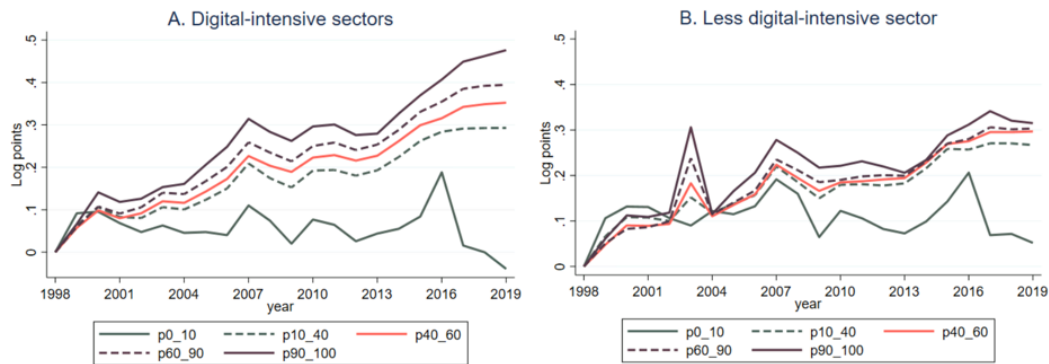 A. Digital-intensive sectors
Log points
.5
.4
.3
.2
.1
0
1998 2001 2004 2007 2010 2013 2016 2019
year
p0_10 p10_40 p40_60
p60_90 p90_100
B. Less digital-intensive sector
Log points
.5
.4
.3
.2
.1
0
1998 2001 2004 2007 2010 2013 2016 2019
year
p0_10 p10_40 p40_60
p60_90 p90_100